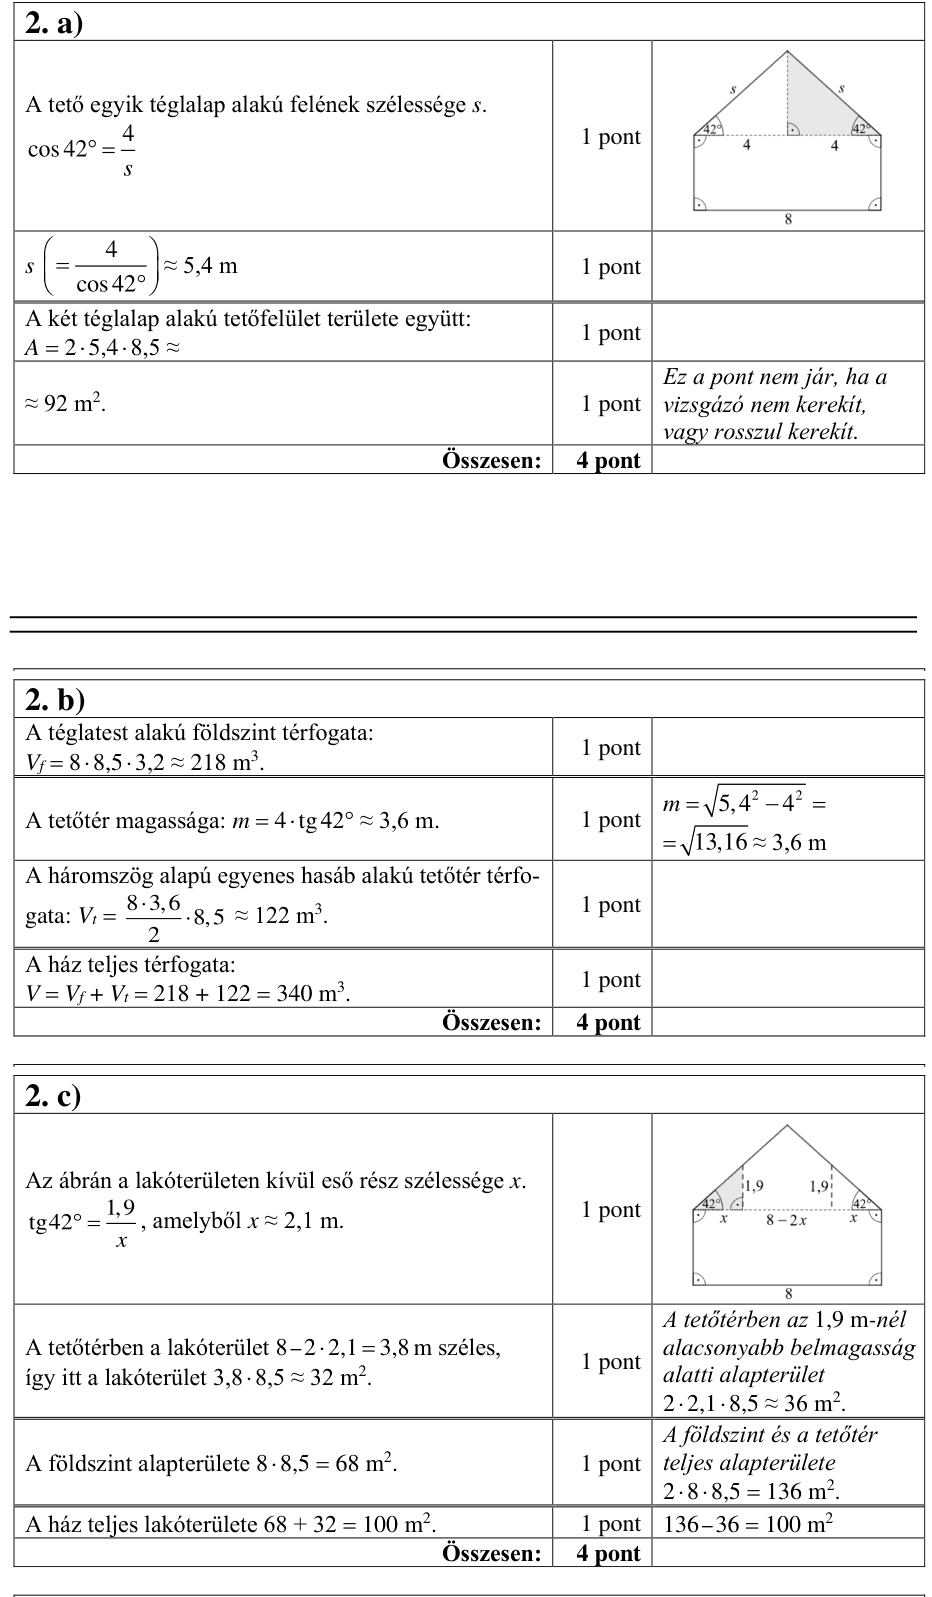 2. a)
A tető egyik téglalap alakú felének szélessége s.
cos 42° = 4/s
1 pont
s
s
42°
42°
4
4
8
s (= 4/cos 42°) ≈ 5,4 m
1 pont
A két téglalap alakú tetőfelület területe együtt:
A = 2 · 5,4 · 8,5 ≈
1 pont
≈ 92 m².
1 pont
Ez a pont nem jár, ha a
vizsgázó nem kerekít,
vagy rosszul kerekít.
Összesen:
4 pont
2. b)
A téglatest alakú földszint térfogata:
V_f = 8 · 8,5 · 3,2 ≈ 218 m³.
1 pont
A tetőtér magassága: m = 4 · tg 42° ≈ 3,6 m.
1 pont
m = √(5,4² − 4²) =
= √13,16 ≈ 3,6 m
A háromszög alapú egyenes hasáb alakú tetőtér térfo-
gata: V_t = (8 · 3,6)/2 · 8,5 ≈ 122 m³.
1 pont
A ház teljes térfogata:
V = V_f + V_t = 218 + 122 = 340 m³.
1 pont
Összesen:
4 pont
2. c)
Az ábrán a lakóterületen kívül eső rész szélessége x.
tg 42° = 1,9/x, amelyből x ≈ 2,1 m.
1 pont
1,9
1,9
42°
42°
x
8 – 2x
x
8
A tetőtérben a lakóterület 8 – 2 · 2,1 = 3,8 m széles,
így itt a lakóterület 3,8 · 8,5 ≈ 32 m².
1 pont
A tetőtérben az 1,9 m-nél
alacsonyabb belmagasság
alatti alapterület
2 · 2,1 · 8,5 ≈ 36 m².
A földszint alapterülete 8 · 8,5 = 68 m².
1 pont
A földszint és a tetőtér
teljes alapterülete
2 · 8 · 8,5 = 136 m².
A ház teljes lakóterülete 68 + 32 = 100 m².
1 pont
136 – 36 = 100 m²
Összesen:
4 pont